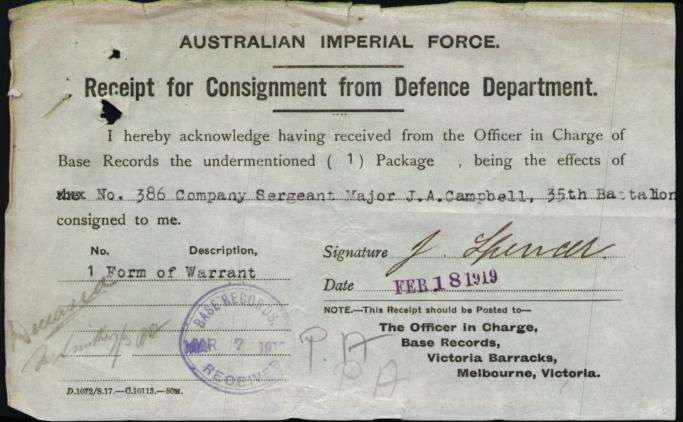 AUSTRALIAN IMPERIAL FORCE.
Receipt for Consignment from Defence Department.
I hereby acknowledge having received from the Officer in Charge of
Base Records the undermentioned ( 1 ) Package , being the effects of
No. 386 Company Sergeant Major J.A.Campbell, 35th Battalion
consigned to me.
No. Description,
1 Form of Warrant
Signature J. Spencer.
Date FEB 18 1919
NOTE.—This Receipt should be Posted to—
The Officer in Charge,
Base Records,
Victoria Barracks,
Melbourne, Victoria.
BASE RECORDS.
MAR 7 191
RECEIVED
P.A
PA
D.1072/8.17.—C.10113.—50M.